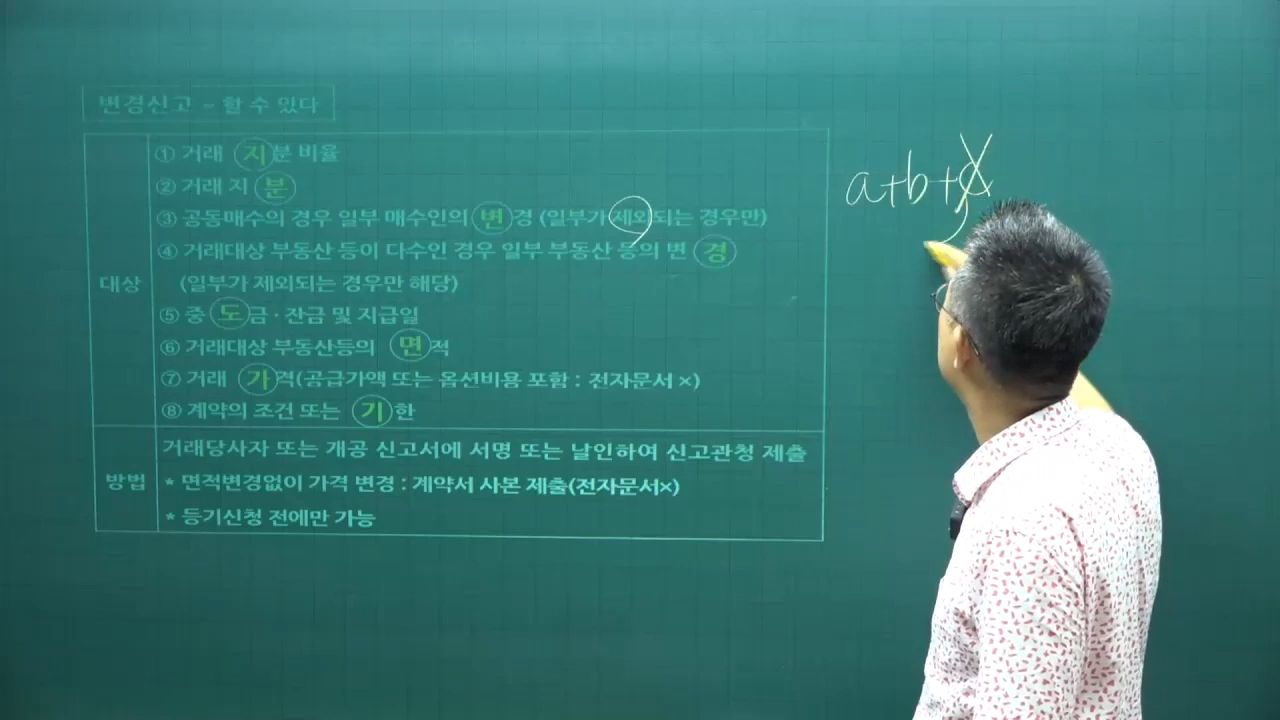 변경신고 - 할 수 있다
대상
① 거래 지분 비율
② 거래 지 분
③ 공동매수의 경우 일부 매수인의 변경 (일부가 제외되는 경우만)
④ 거래대상 부동산 등이 다수인 경우 일부 부동산 등의 변 경
(일부가 제외되는 경우만 해당)
⑤ 중 도금 · 잔금 및 지급일
⑥ 거래대상 부동산등의 면적
⑦ 거래 가격(공급가액 또는 옵션비용 포함 : 전자문서 ×)
⑧ 계약의 조건 또는 기한
방법
거래당사자 또는 개공 신고서에 서명 또는 날인하여 신고관청 제출
* 면적변경없이 가격 변경 : 계약서 사본 제출(전자문서×)
* 등기신청 전에만 가능
a+b+